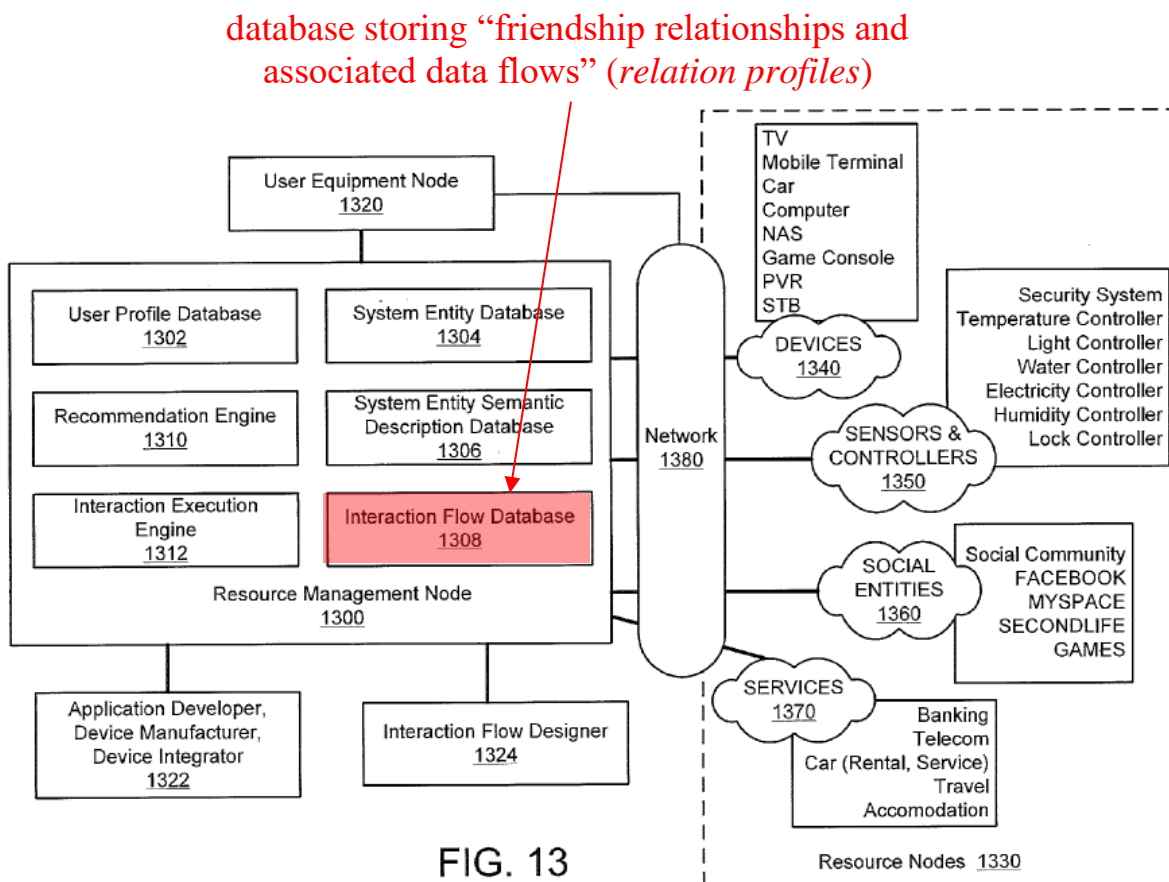 database storing “friendship relationships and
associated data flows” (relation profiles)
User Equipment Node
1320
User Profile Database
1302
System Entity Database
1304
Recommendation Engine
1310
System Entity Semantic
Description Database
1306
Interaction Execution
Engine
1312
Interaction Flow Database
1308
Resource Management Node
1300
Application Developer,
Device Manufacturer,
Device Integrator
1322
Interaction Flow Designer
1324
Network
1380
TV
Mobile Terminal
Car
Computer
NAS
Game Console
PVR
STB
DEVICES
1340
Security System
Temperature Controller
Light Controller
Water Controller
Electricity Controller
Humidity Controller
Lock Controller
SENSORS &
CONTROLLERS
1350
SOCIAL
ENTITIES
1360
Social Community
FACEBOOK
MYSPACE
SECONDLIFE
GAMES
SERVICES
1370
Banking
Telecom
Car (Rental, Service)
Travel
Accomodation
FIG. 13
Resource Nodes 1330